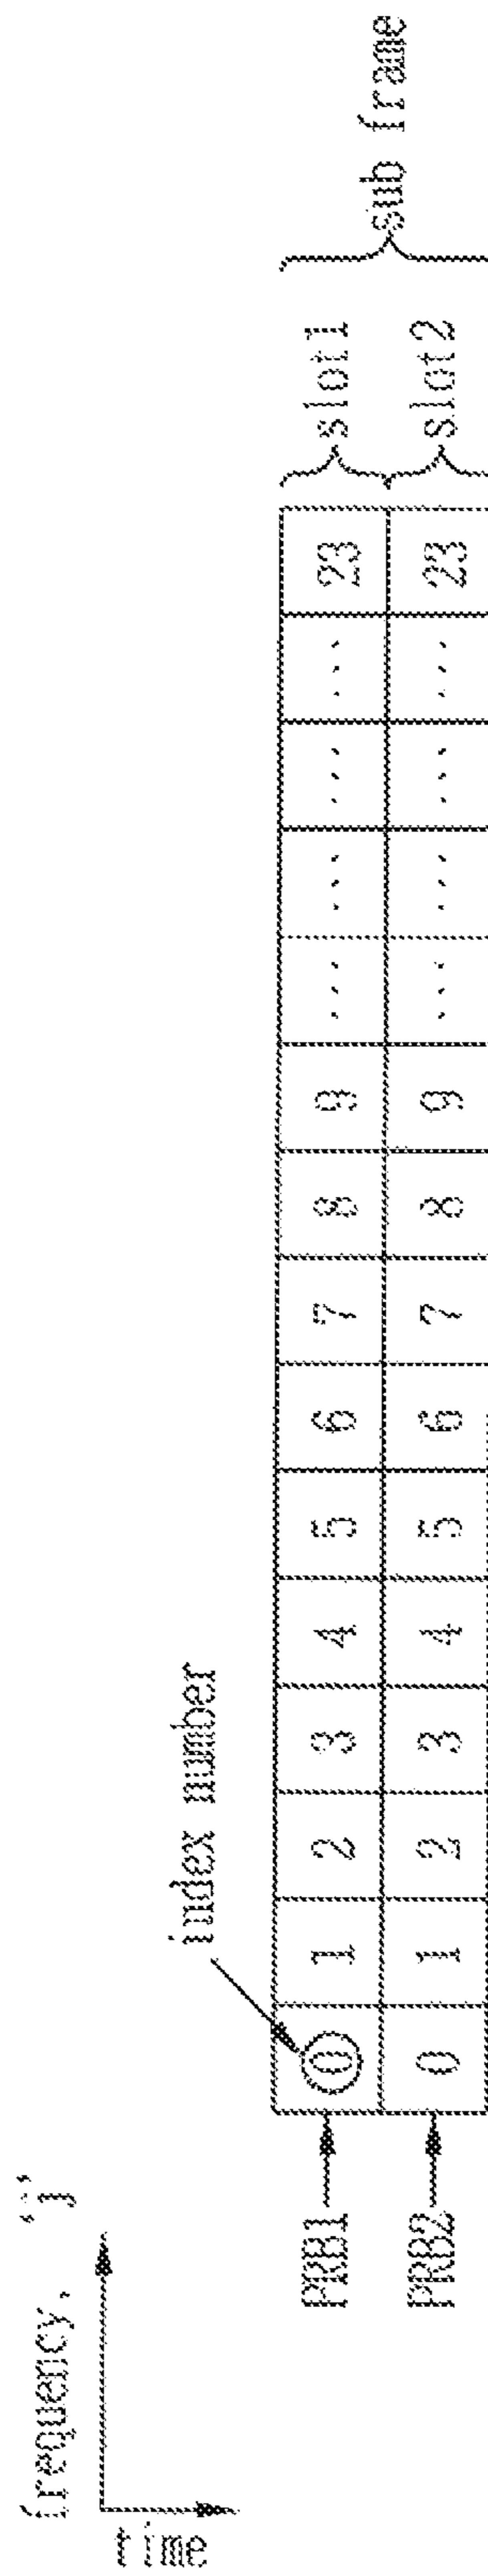 frequency, 'j'
time
index number
PRB1
0 1 2 3 4 5 6 7 8 9 ... ... ... ... 23
slot1
PRB2
0 1 2 3 4 5 6 7 8 9 ... ... ... ... 23
slot2
sub frame